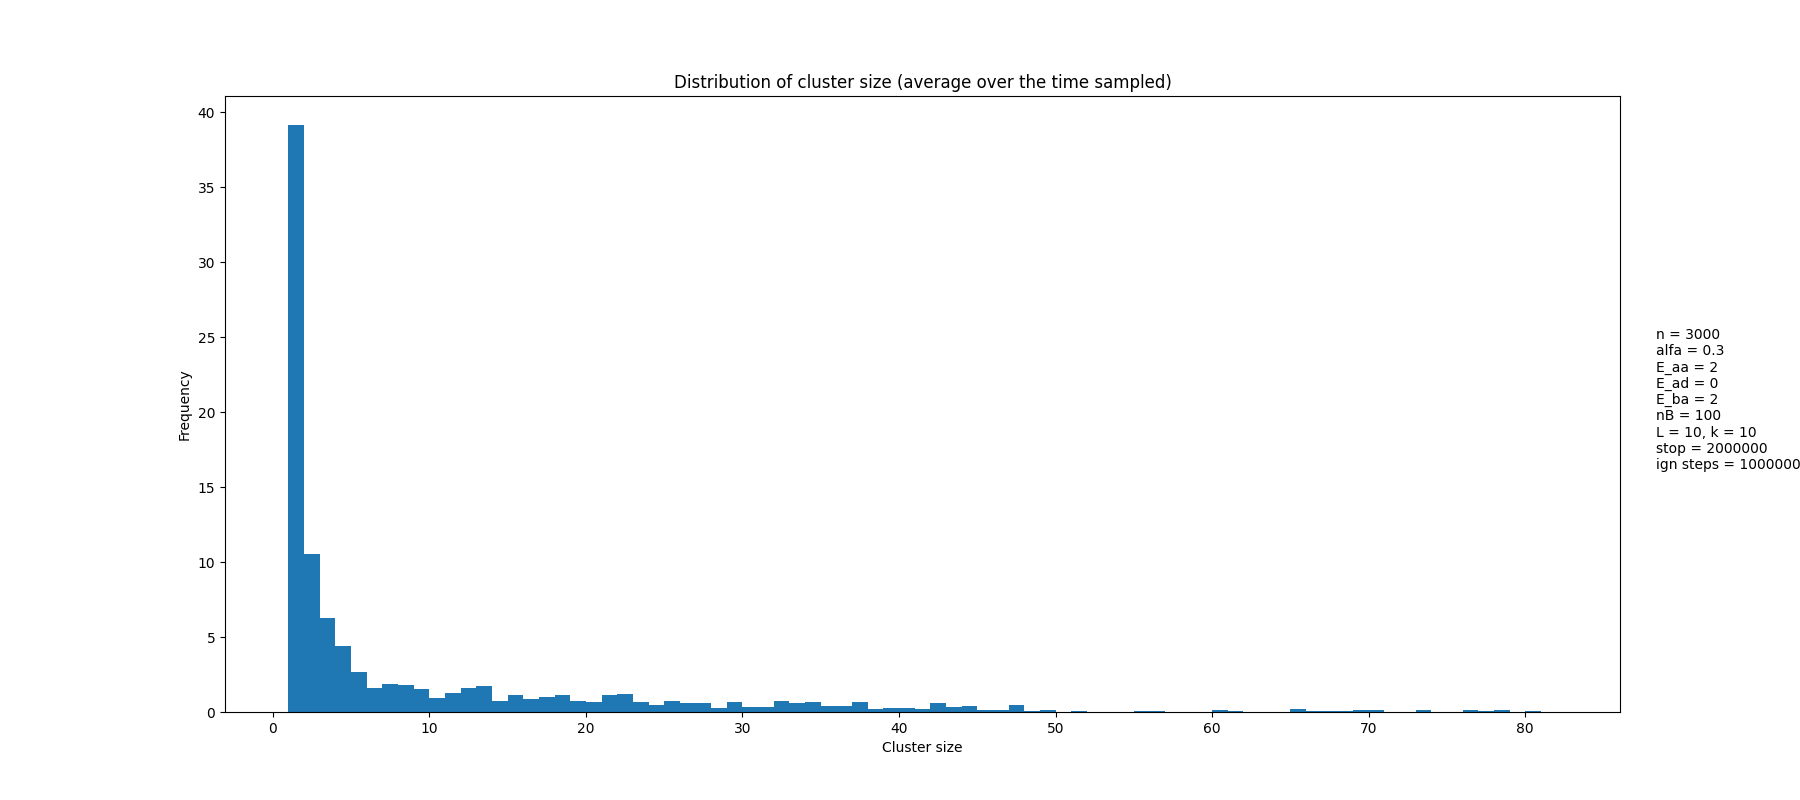 Distribution of cluster size (average over the time sampled)
40
35
30
25
20
15
10
5
0
Frequency
0 10 20 30 40 50 60 70 80
Cluster size
n = 3000
alfa = 0.3
E_aa = 2
E_ad = 0
E_ba = 2
nB = 100
L = 10, k = 10
stop = 2000000
ign steps = 1000000